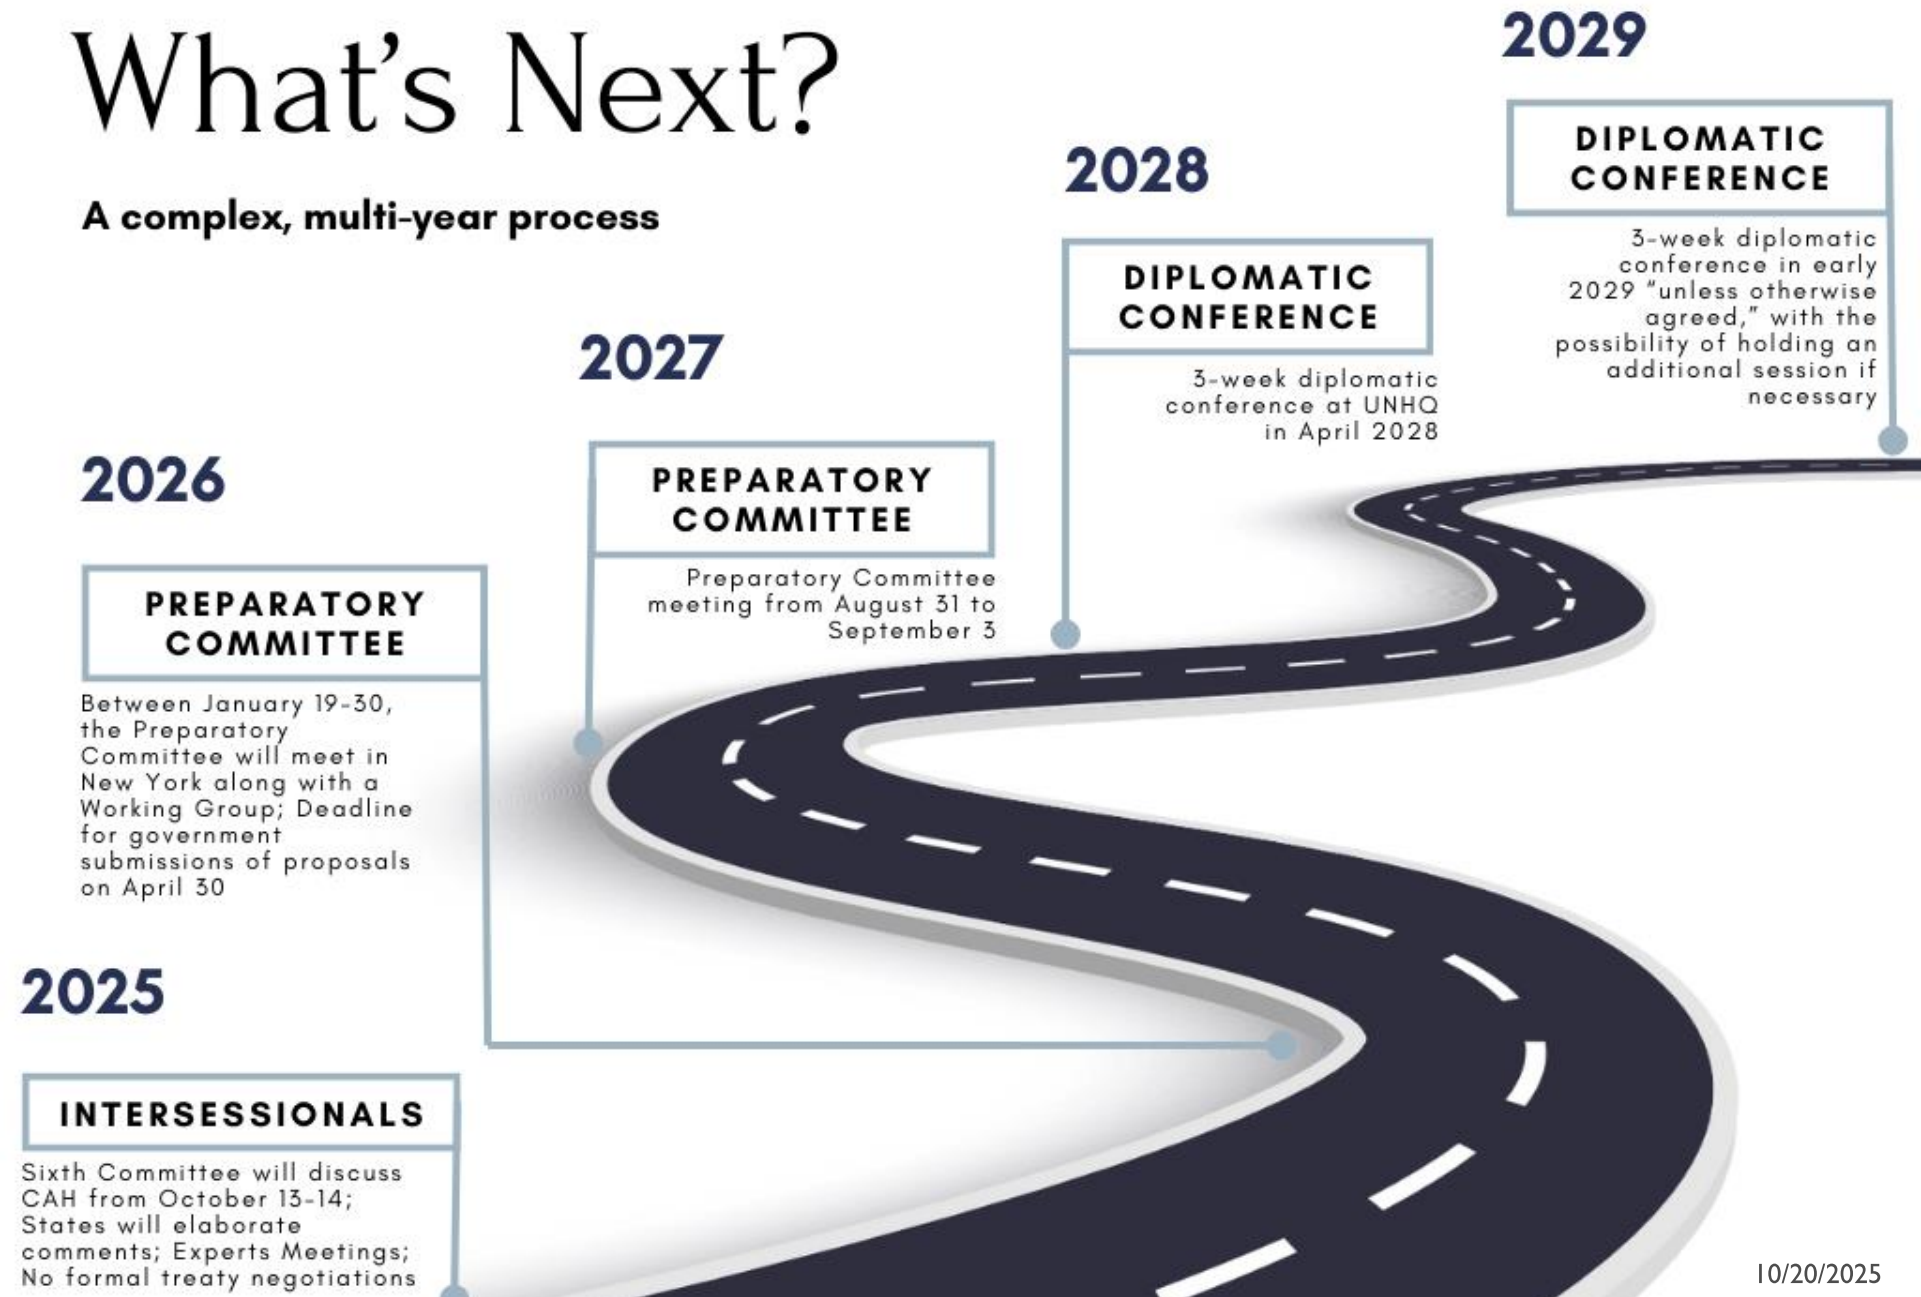 What’s Next?
A complex, multi-year process
2025
INTERSESSIONALS
Sixth Committee will discuss
CAH from October 13-14;
States will elaborate
comments; Experts Meetings;
No formal treaty negotiations
2026
PREPARATORY
COMMITTEE
Between January 19-30,
the Preparatory
Committee will meet in
New York along with a
Working Group; Deadline
for government
submissions of proposals
on April 30
2027
PREPARATORY
COMMITTEE
Preparatory Committee
meeting from August 31 to
September 3
2028
DIPLOMATIC
CONFERENCE
3-week diplomatic
conference at UNHQ
in April 2028
2029
DIPLOMATIC
CONFERENCE
3-week diplomatic
conference in early
2029 “unless otherwise
agreed,” with the
possibility of holding an
additional session if
necessary
10/20/2025